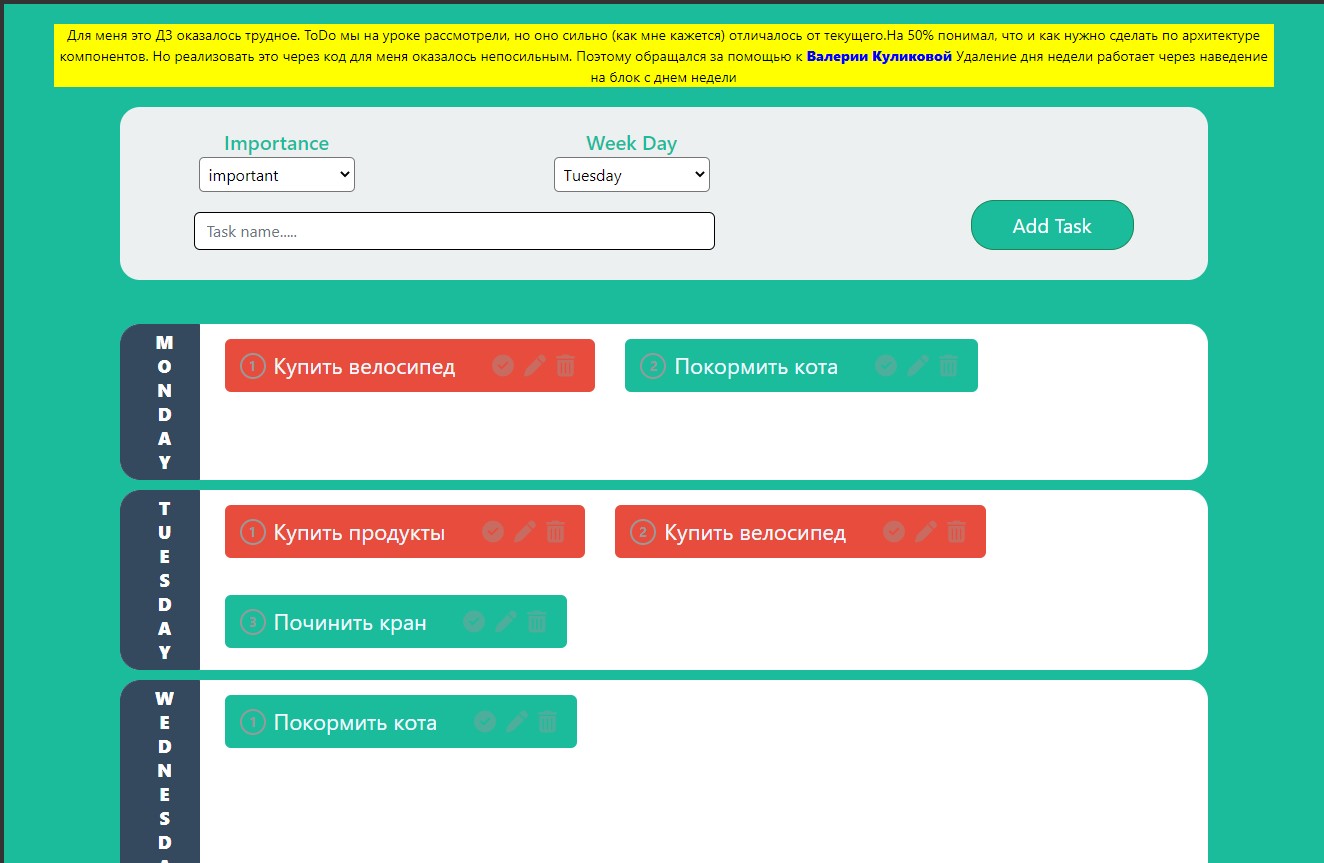 Для меня это ДЗ оказалось трудное. ToDo мы на уроке рассмотрели, но оно сильно (как мне кажется) отличалось от текущего.На 50% понимал, что и как нужно сделать по архитектуре
компонентов. Но реализовать это через код для меня оказалось непосильным. Поэтому обращался за помощью к Валерии Куликовой Удаление дня недели работает через наведение
на блок с днем недели
Importance
Week Day
important
Tuesday
Task name.....
Add Task
MONDAY
1 Купить велосипед
2 Покормить кота
TUESDAY
1 Купить продукты
2 Купить велосипед
3 Починить кран
WEDNESDA
1 Покормить кота